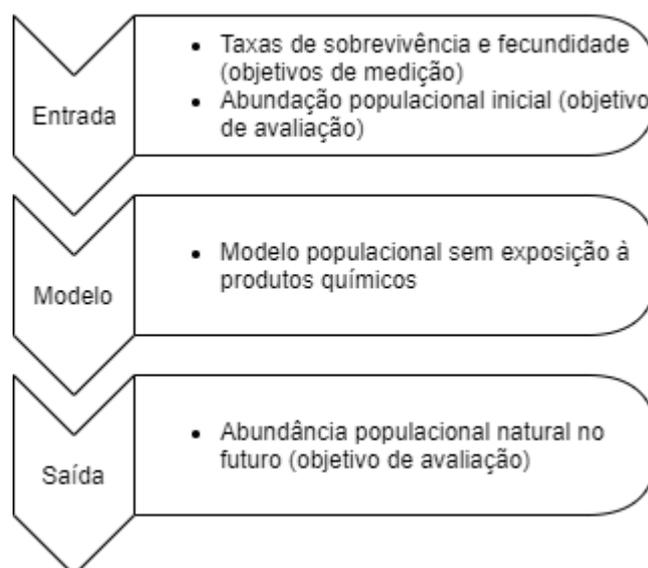 Entrada
• Taxas de sobrevivência e fecundidade
(objetivos de medição)
• Abundação populacional inicial (objetivo
de avaliação)
Modelo
• Modelo populacional sem exposição à
produtos químicos
Saída
• Abundância populacional natural no
futuro (objetivo de avaliação)